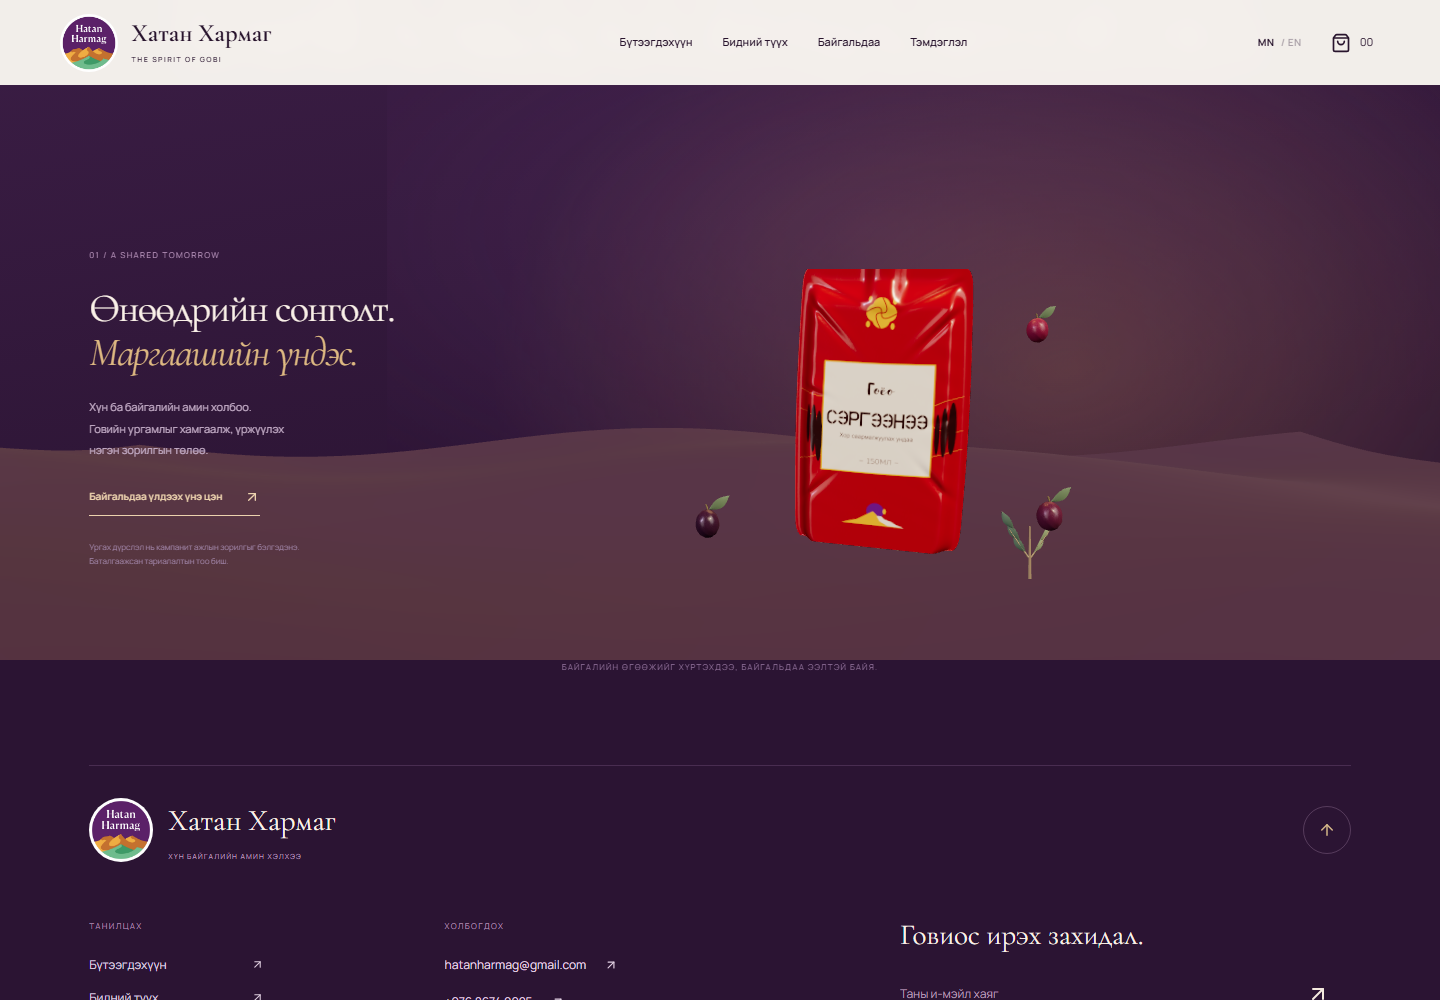 Hatan
Harmag
Хатан Хармаг
THE SPIRIT OF GOBI
Бүтээгдэхүүн
Бидний түүх
Байгальдаа
Тэмдэглэл
MN / EN
00
01 / A SHARED TOMORROW
Өнөөдрийн сонголт.
Маргаашийн үндэс.
Хүн ба байгалийн амин холбоо.
Говийн ургамлыг хамгаалж, үржүүлэх
нэгэн зорилгын төлөө.
Байгальдаа үлдээх үнэ цэн
Ургах дүрслэл нь кампанит ажлын зорилгыг бэлгэдэнэ.
Баталгаажсан тариалалтын тоо биш.
Говь
СЭРГЭЭНЭЭ
БАЙГАЛИЙН ӨГӨӨЖИЙГ ХҮРТЭХДЭЭ, БАЙГАЛЬДАА ЭЭЛТЭЙ БАЙЯ.
Hatan
Harmag
Хатан Хармаг
ХҮН БАЙГАЛИЙН АМИН ХЭЛХЭЭ
ТАНИЛЦАХ
Бүтээгдэхүүн
Бидний түүх
ХОЛБОГДОХ
hatanharmag@gmail.com
Говиос ирэх захидал.
Таны и-мэйл хаяг